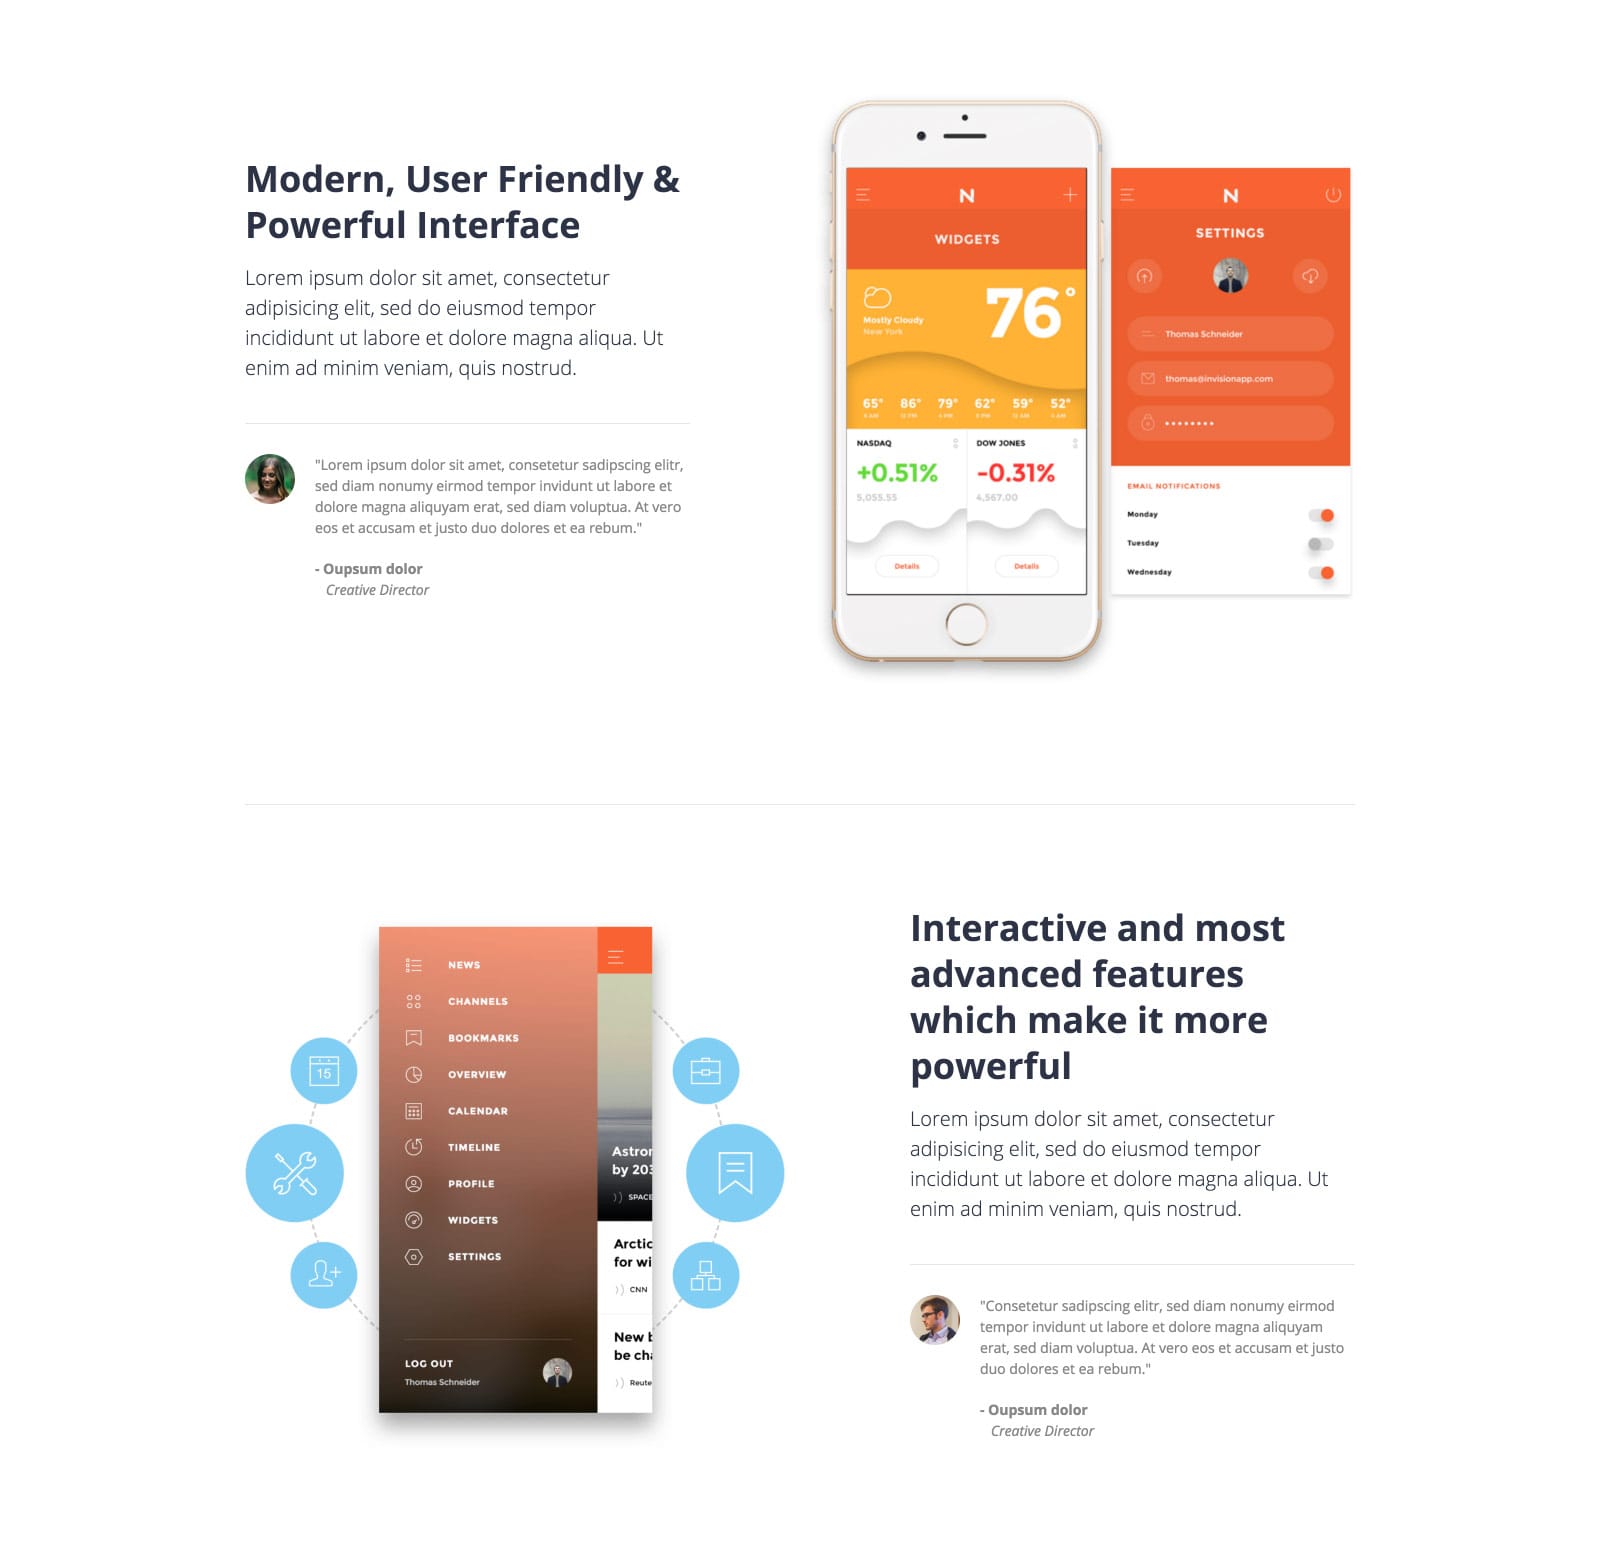 Modern, User Friendly &
Powerful Interface
Lorem ipsum dolor sit amet, consectetur
adipisicing elit, sed do eiusmod tempor
incididunt ut labore et dolore magna aliqua. Ut
enim ad minim veniam, quis nostrud.
"Lorem ipsum dolor sit amet, consetetur sadipscing elitr,
sed diam nonumy eirmod tempor invidunt ut labore et
dolore magna aliquyam erat, sed diam voluptua. At vero
eos et accusam et justo duo dolores et ea rebum."
- Oupsum dolor
Creative Director
N
WIDGETS
76°
Mostly Cloudy
New York
65° 86° 79° 62° 59° 52°
NASDAQ
+0.51%
5,055.55
Details
DOW JONES
-0.31%
4,567.00
Details
N
SETTINGS
Thomas Schneider
thomas@invisionapp.com
EMAIL NOTIFICATIONS
Monday
Tuesday
Wednesday
15
NEWS
CHANNELS
BOOKMARKS
OVERVIEW
CALENDAR
TIMELINE
PROFILE
WIDGETS
SETTINGS
LOG OUT
Thomas Schneider
Astror
by 203
SPACE
Arctic
for wi
CNN
New b
be cha
Reute
Interactive and most
advanced features
which make it more
powerful
Lorem ipsum dolor sit amet, consectetur
adipisicing elit, sed do eiusmod tempor
incididunt ut labore et dolore magna aliqua. Ut
enim ad minim veniam, quis nostrud.
"Consetetur sadipscing elitr, sed diam nonumy eirmod
tempor invidunt ut labore et dolore magna aliquyam
erat, sed diam voluptua. At vero eos et accusam et justo
duo dolores et ea rebum."
- Oupsum dolor
Creative Director